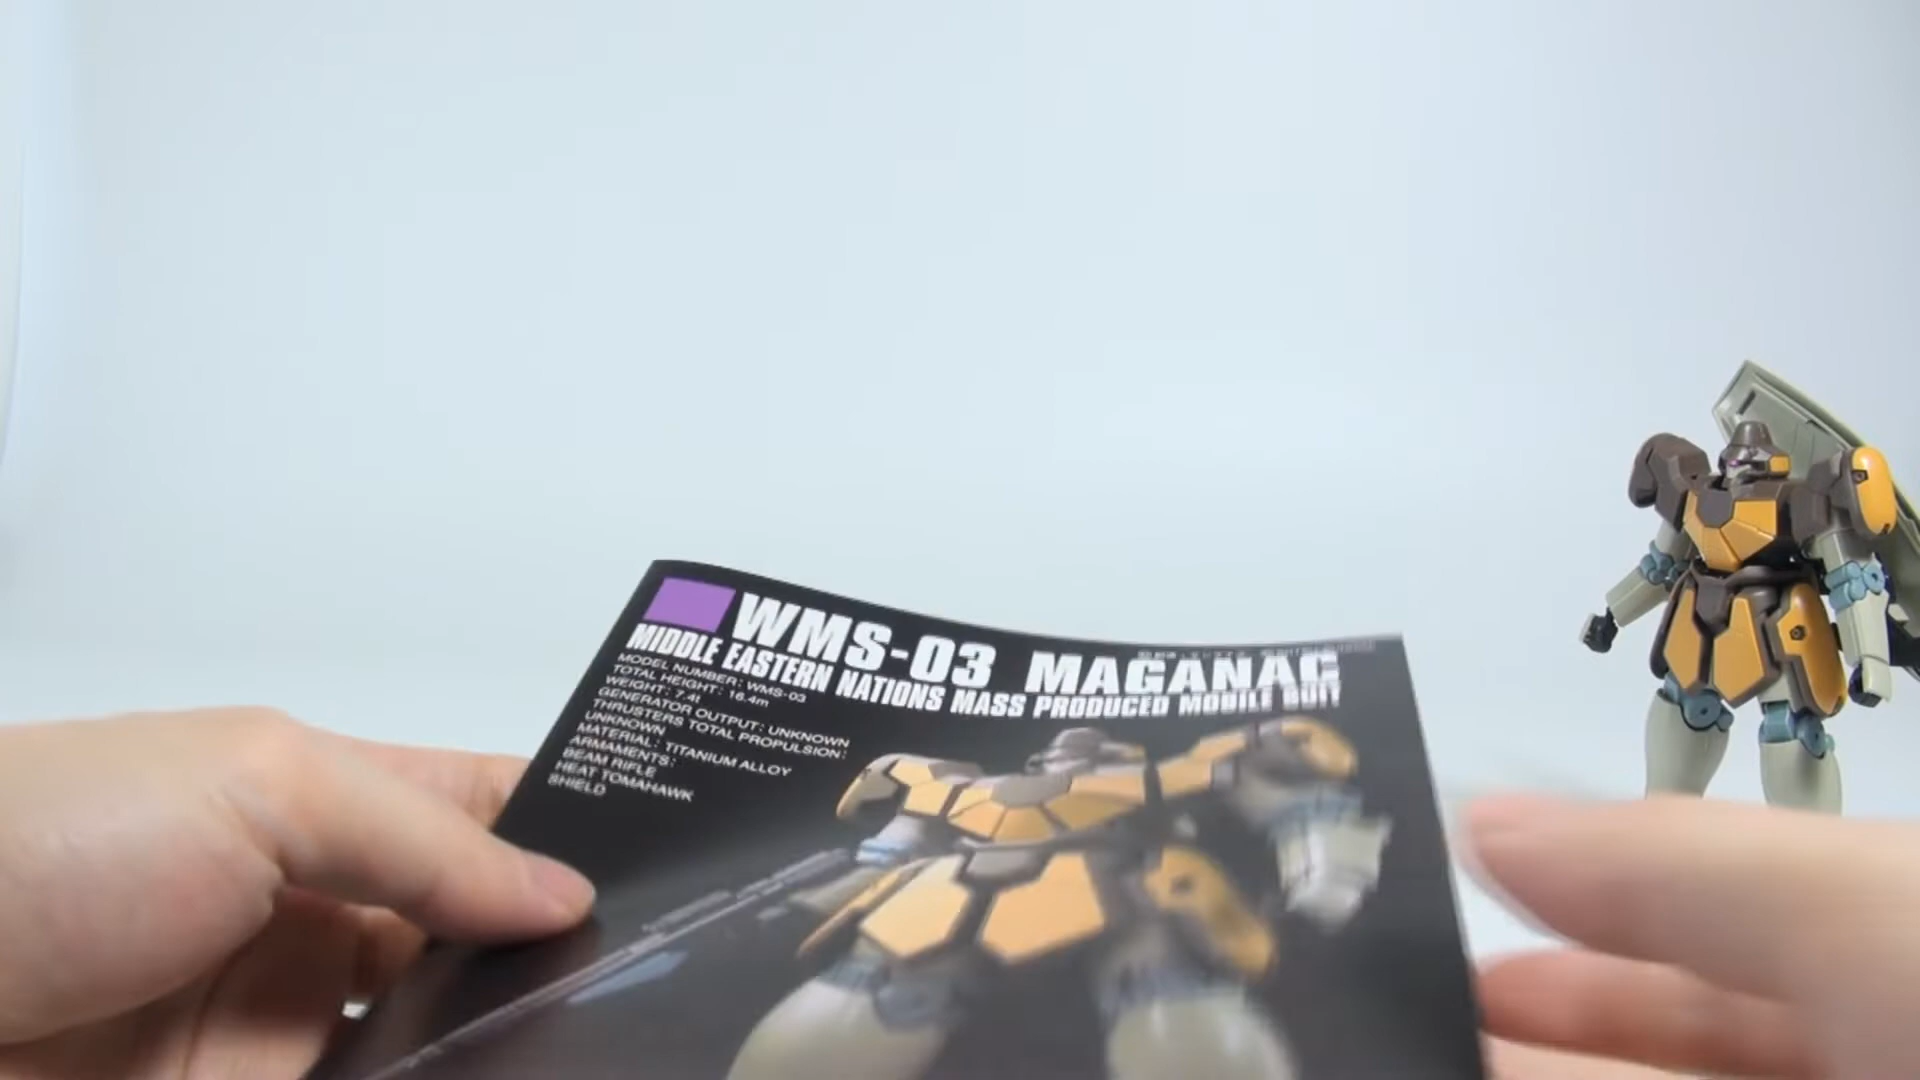 WMS-03 MAGANAC
MIDDLE EASTERN NATIONS MASS PRODUCED MOBILE SUIT
MODEL NUMBER: WMS-03
TOTAL HEIGHT: 16.4m
WEIGHT: 7.4t
GENERATOR OUTPUT: UNKNOWN
THRUSTERS TOTAL PROPULSION:
UNKNOWN
MATERIAL: TITANIUM ALLOY
ARMAMENTS:
BEAM RIFLE
HEAT TOMAHAWK
SHIELD